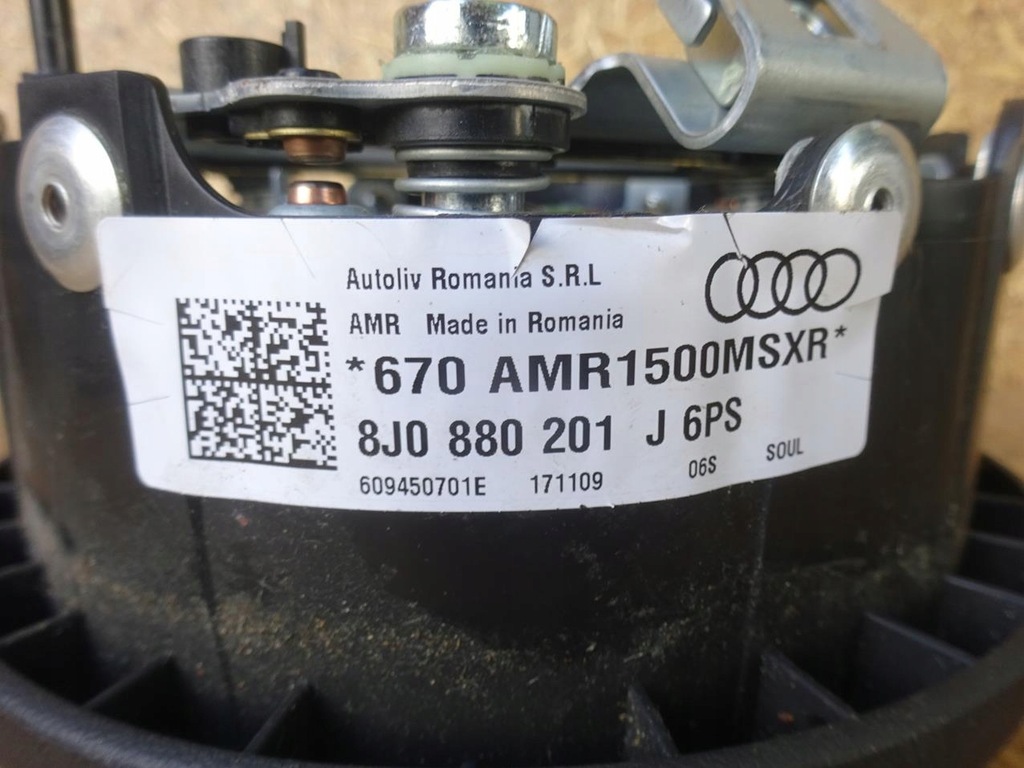 Autoliv Romania S.R.L
AMR Made in Romania
*670 AMR1500MSXR*
8J0 880 201 J 6PS
609450701E 171109 06S SOUL